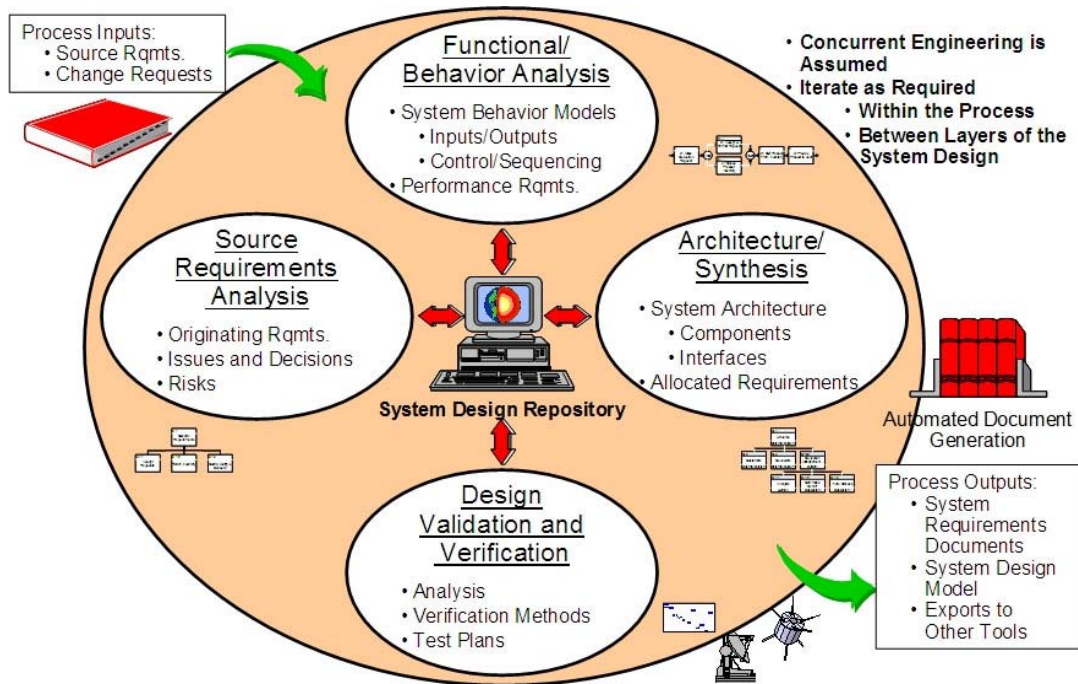 Process Inputs:
• Source Rqmts.
• Change Requests
Functional/
Behavior Analysis
• System Behavior Models
• Inputs/Outputs
• Control/Sequencing
• Performance Rqmts.
• Concurrent Engineering is
Assumed
• Iterate as Required
• Within the Process
• Between Layers of the
System Design
Source
Requirements
Analysis
• Originating Rqmts.
• Issues and Decisions
• Risks
System Design Repository
Architecture/
Synthesis
• System Architecture
• Components
• Interfaces
• Allocated Requirements
Automated Document
Generation
Design
Validation and
Verification
• Analysis
• Verification Methods
• Test Plans
Process Outputs:
• System
Requirements
Documents
• System Design
Model
• Exports to
Other Tools